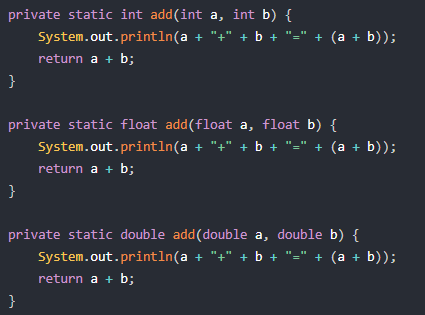 private static int add(int a, int b) {
    System.out.println(a + "+" + b + "=" + (a + b));
    return a + b;
}

private static float add(float a, float b) {
    System.out.println(a + "+" + b + "=" + (a + b));
    return a + b;
}

private static double add(double a, double b) {
    System.out.println(a + "+" + b + "=" + (a + b));
    return a + b;
}